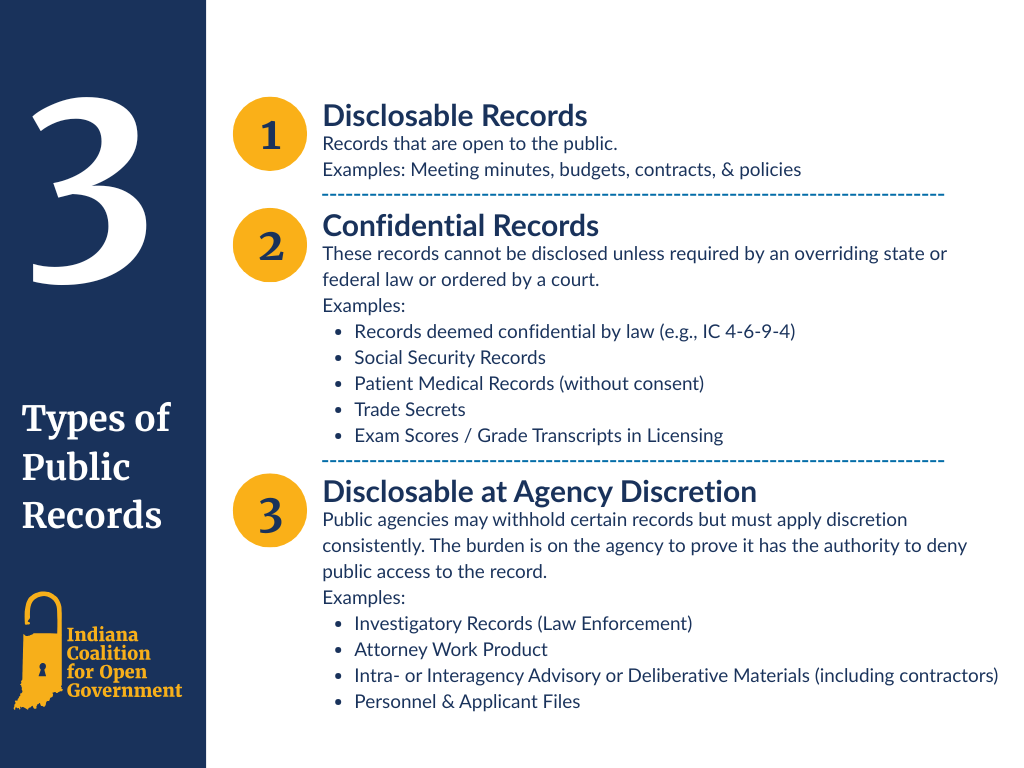 3
Types of
Public
Records
Indiana
Coalition
for Open
Government
1
Disclosable Records
Records that are open to the public.
Examples: Meeting minutes, budgets, contracts, & policies
2
Confidential Records
These records cannot be disclosed unless required by an overriding state or
federal law or ordered by a court.
Examples:
• Records deemed confidential by law (e.g., IC 4-6-9-4)
• Social Security Records
• Patient Medical Records (without consent)
• Trade Secrets
• Exam Scores / Grade Transcripts in Licensing
3
Disclosable at Agency Discretion
Public agencies may withhold certain records but must apply discretion
consistently. The burden is on the agency to prove it has the authority to deny
public access to the record.
Examples:
• Investigatory Records (Law Enforcement)
• Attorney Work Product
• Intra- or Interagency Advisory or Deliberative Materials (including contractors)
• Personnel & Applicant Files